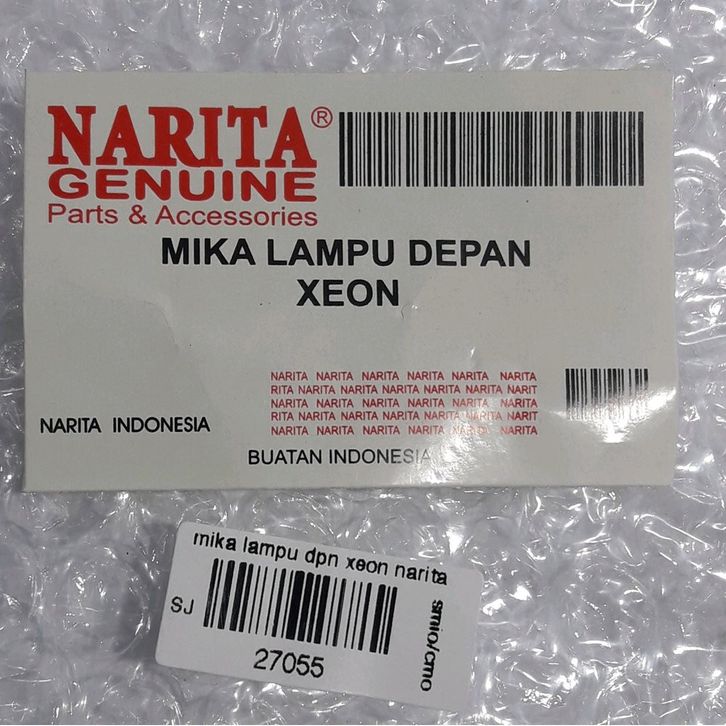 NARITA®
GENUINE
Parts & Accessories
MIKA LAMPU DEPAN
XEON
NARITA NARITA NARITA NARITA NARITA NARITA
RITA NARITA NARITA NARITA NARITA NARITA NARIT
NARITA NARITA NARITA NARITA NARITA NARITA
RITA NARITA NARITA NARITA NARITA NARITA NARIT
NARITA NARITA NARITA NARITA NARITA NARITA
NARITA INDONESIA
BUATAN INDONESIA
mika lampu dpn xeon narita
SJ
27055
smio/cmo